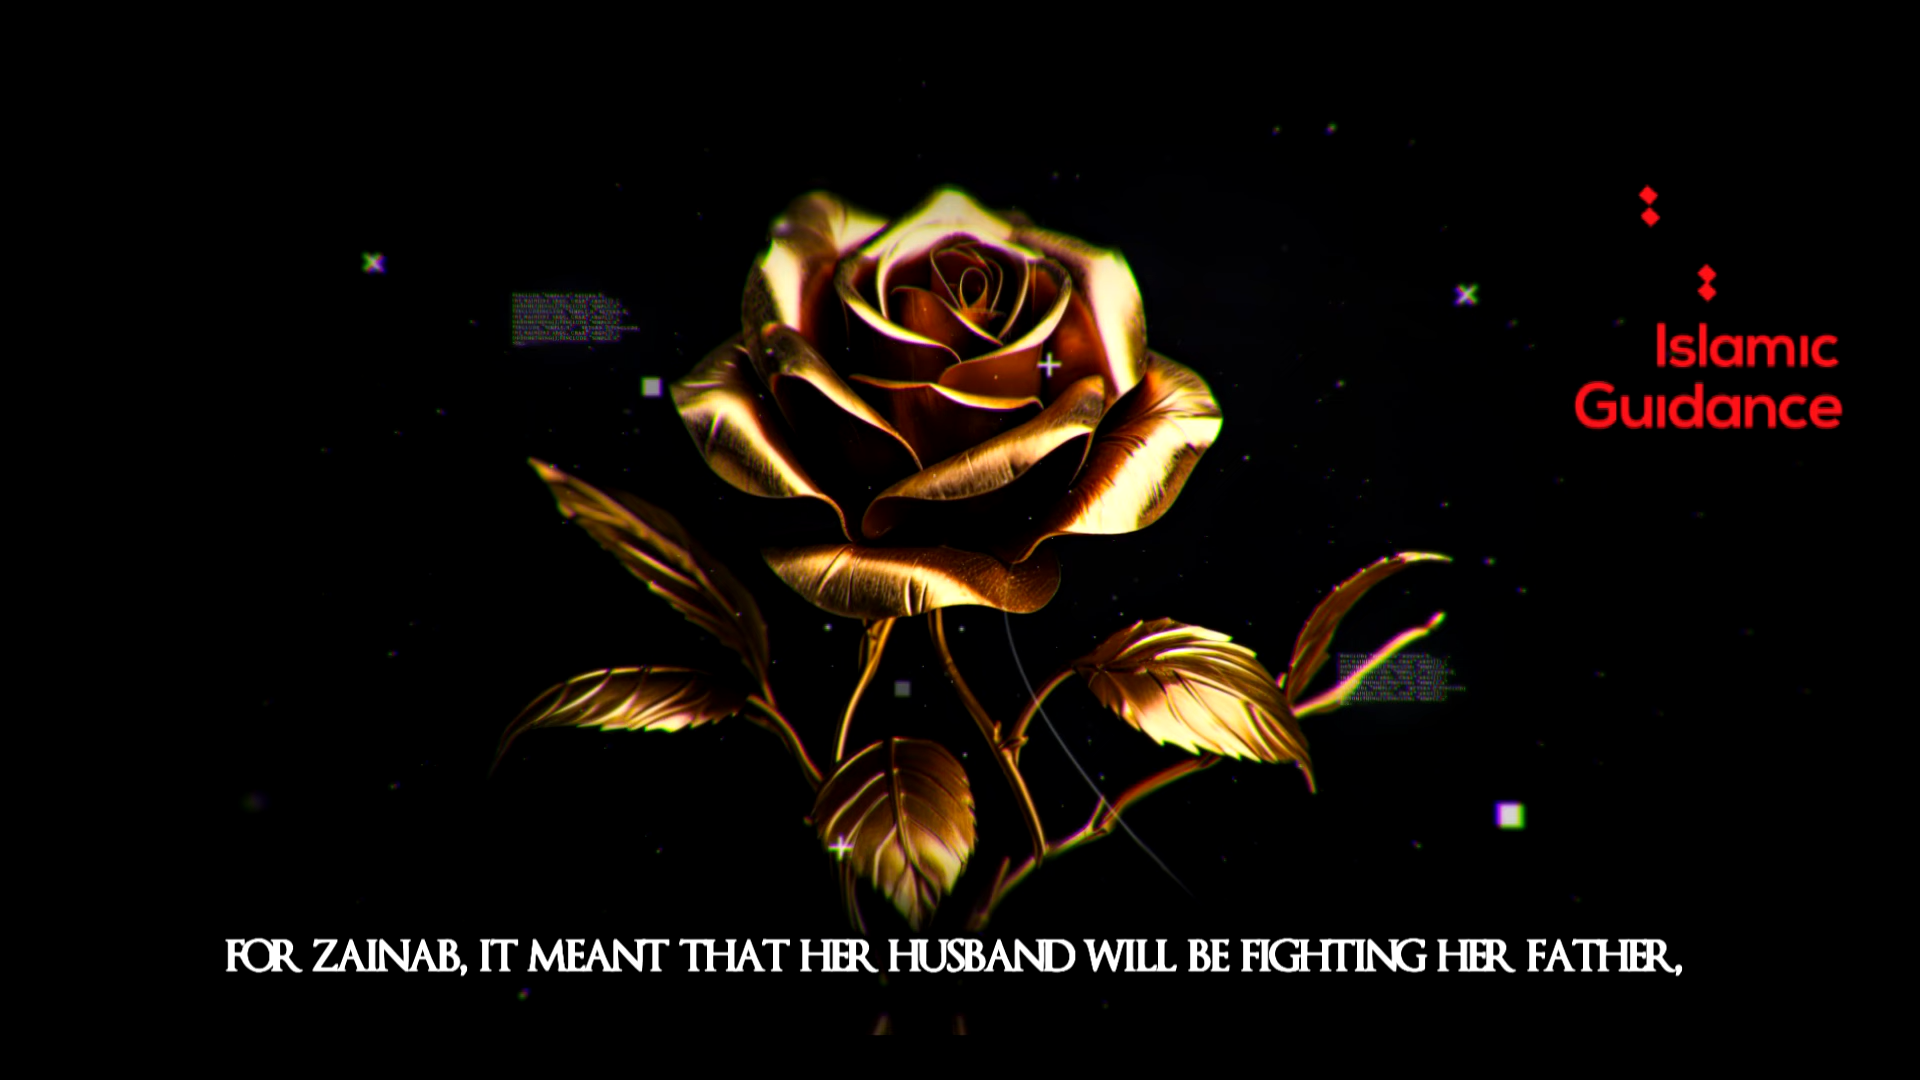 Islamic
Guidance
FOR ZAINAB, IT MEANT THAT HER HUSBAND WILL BE FIGHTING HER FATHER,